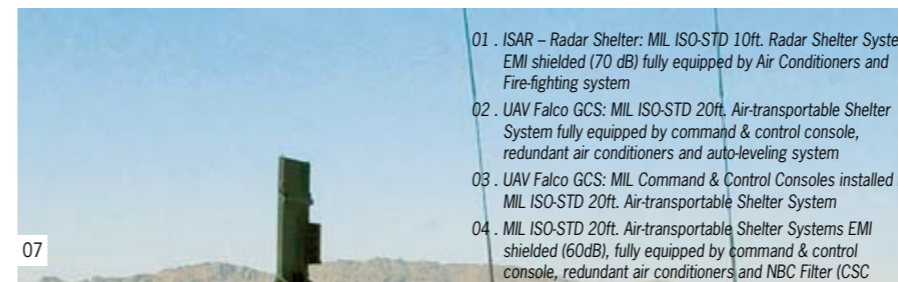 01 . ISAR – Radar Shelter: MIL ISO-STD 10ft. Radar Shelter
EMI shielded (70 dB) fully equipped by Air Conditioners and
Fire-fighting system
02 . UAV Falco GCS: MIL ISO-STD 20ft. Air-transportable Shelter
System fully equipped by command & control console,
redundant air conditioners and auto-leveling system
03 . UAV Falco GCS: MIL Command & Control Consoles installed
MIL ISO-STD 20ft. Air-transportable Shelter System
04 . MIL ISO-STD 20ft. Air-transportable Shelter Systems EMI
shielded (60dB), fully equipped by command & control
console, redundant air conditioners and NBC Filter (CSC
07